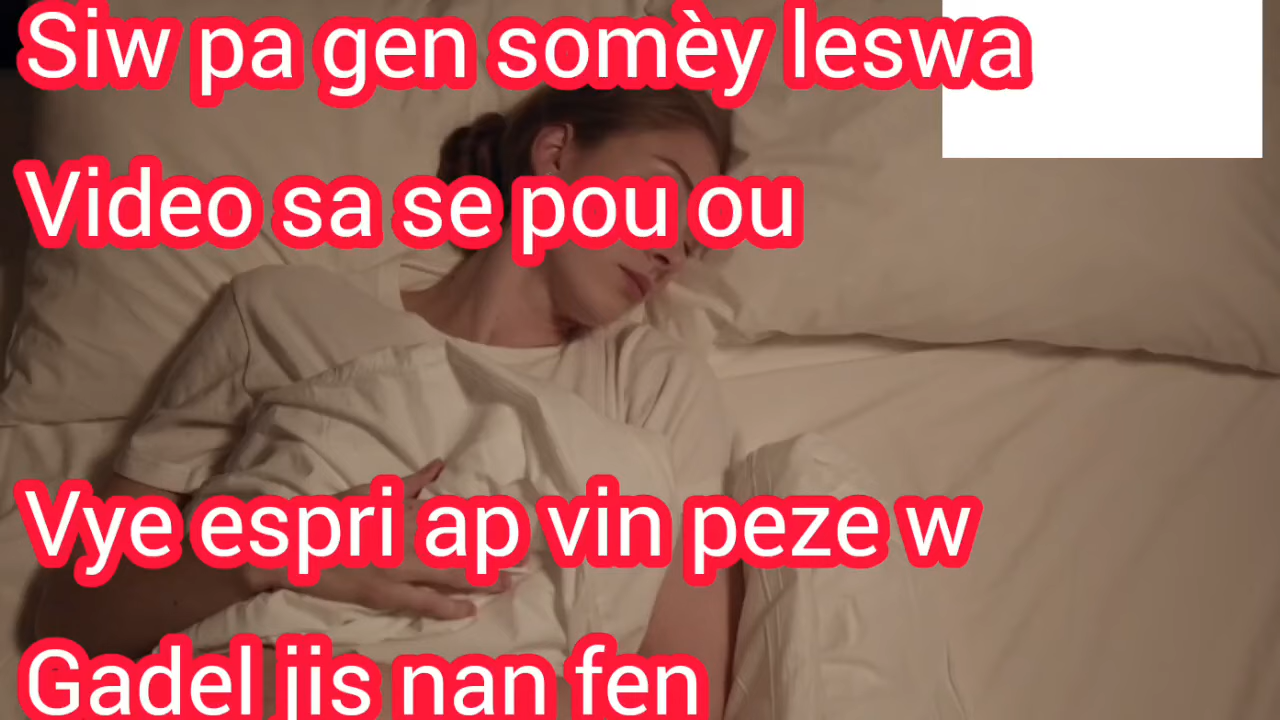 Siw pa gen somèy leswa
Video sa se pou ou
Vye espri ap vin peze w
Gadel jis nan fen